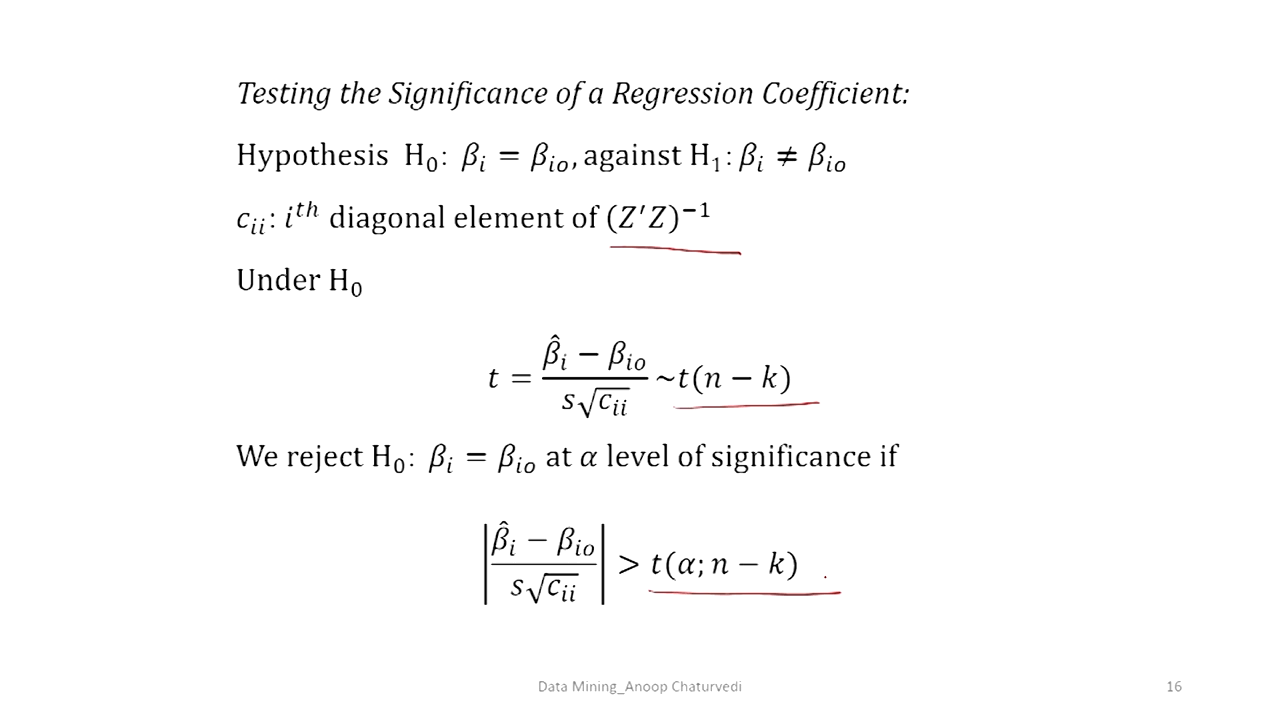 Testing the Significance of a Regression Coefficient:
Hypothesis H₀: βᵢ = βᵢₒ, against H₁: βᵢ ≠ βᵢₒ
cᵢᵢ: iᵗʰ diagonal element of (Z′Z)⁻¹
Under H₀
t = (β̂ᵢ − βᵢₒ) / (s√cᵢᵢ) ~t(n − k)
We reject H₀: βᵢ = βᵢₒ at α level of significance if
|(β̂ᵢ − βᵢₒ) / (s√cᵢᵢ)| > t(α; n − k)
Data Mining_Anoop Chaturvedi
16